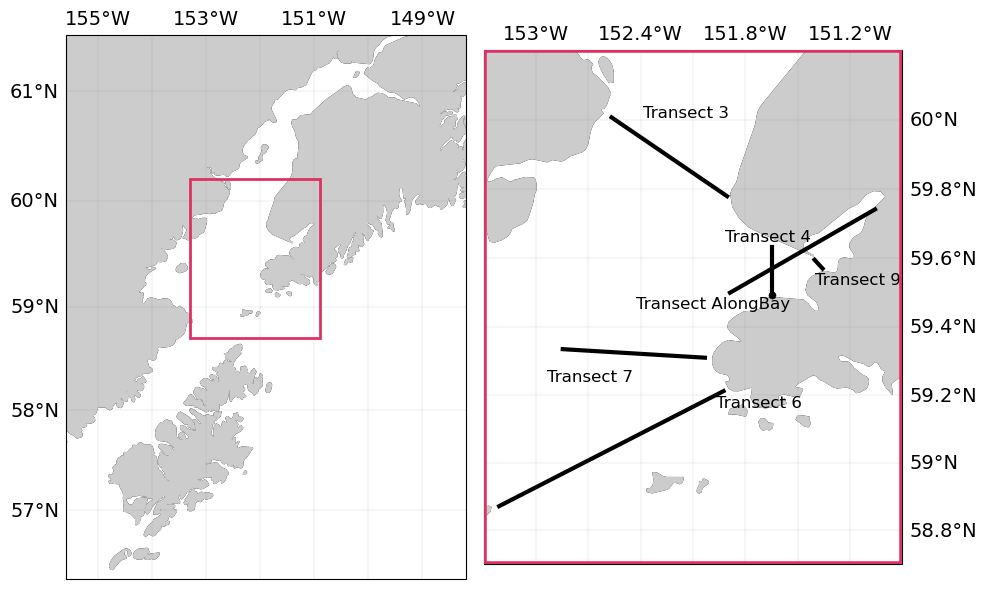 155°W 153°W 151°W 149°W
61°N
60°N
59°N
58°N
57°N
153°W 152.4°W 151.8°W 151.2°W
60°N
59.8°N
59.6°N
59.4°N
59.2°N
59°N
58.8°N
Transect 3
Transect 4
Transect 9
Transect AlongBay
Transect 7
Transect 6